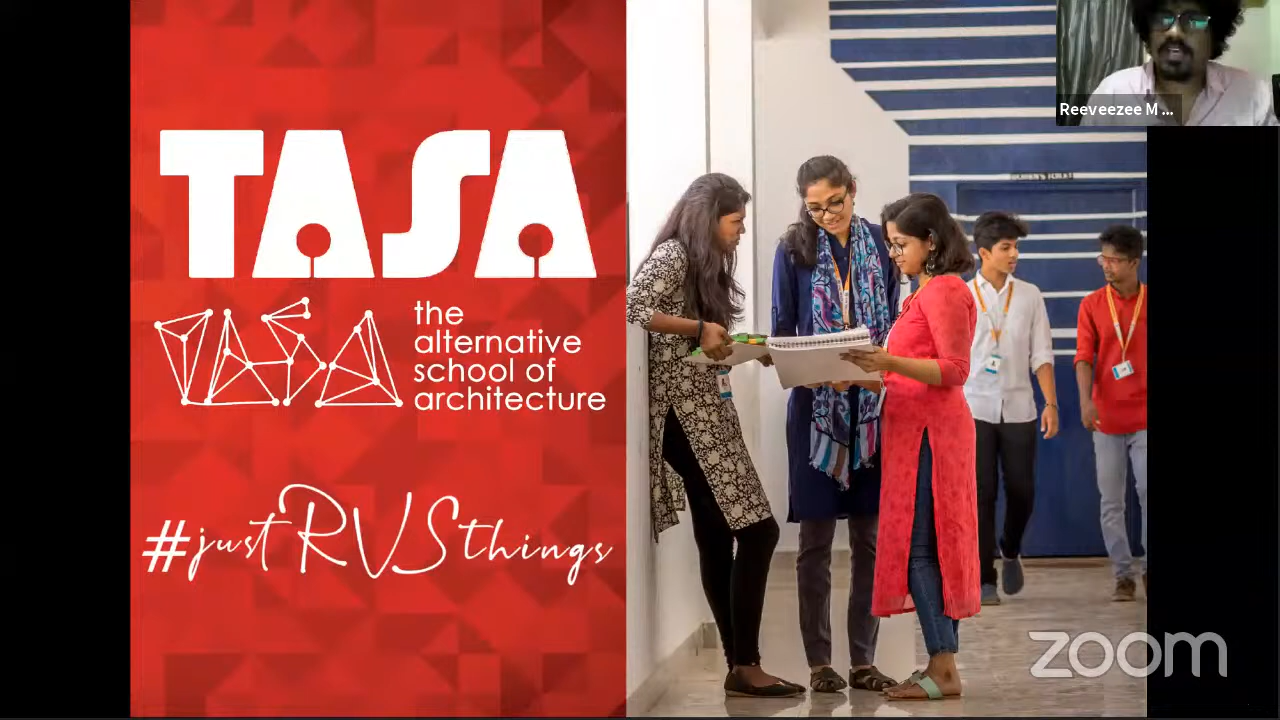 TASA
TASA
the
alternative
school of
architecture
#justRVSthings
Reeveezee M ...
zoom